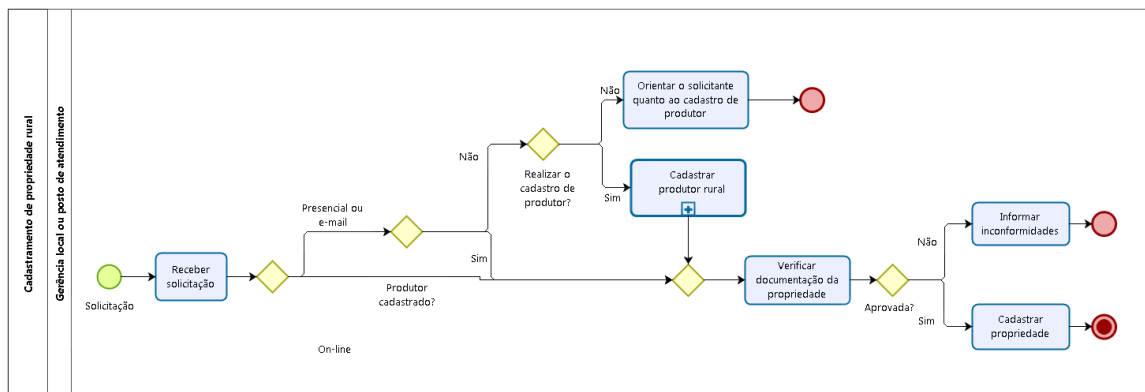 Cadastramento de propriedade rural
Gerência local ou posto de atendimento
Solicitação
Receber
solicitação
Presencial ou
e-mail
On-line
Produtor
cadastrado?
Não
Sim
Realizar o
cadastro de
produtor?
Não
Sim
Orientar o solicitante
quanto ao cadastro de
produtor
Cadastrar
produtor rural
Verificar
documentação da
propriedade
Aprovada?
Não
Sim
Informar
inconformidades
Cadastrar
propriedade